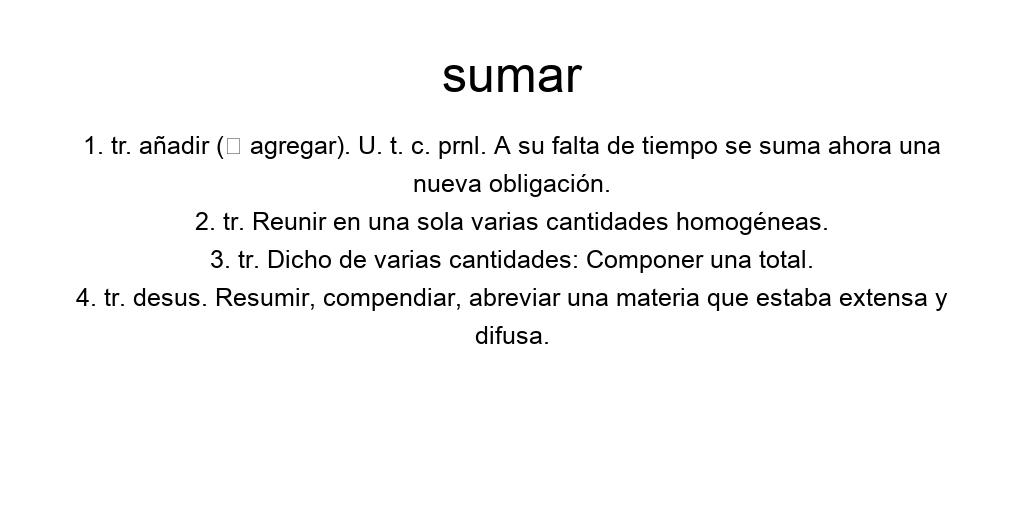 sumar
1. tr. añadir (□ agregar). U. t. c. prnl. A su falta de tiempo se suma ahora una
nueva obligación.
2. tr. Reunir en una sola varias cantidades homogéneas.
3. tr. Dicho de varias cantidades: Componer una total.
4. tr. desus. Resumir, compendiar, abreviar una materia que estaba extensa y
difusa.